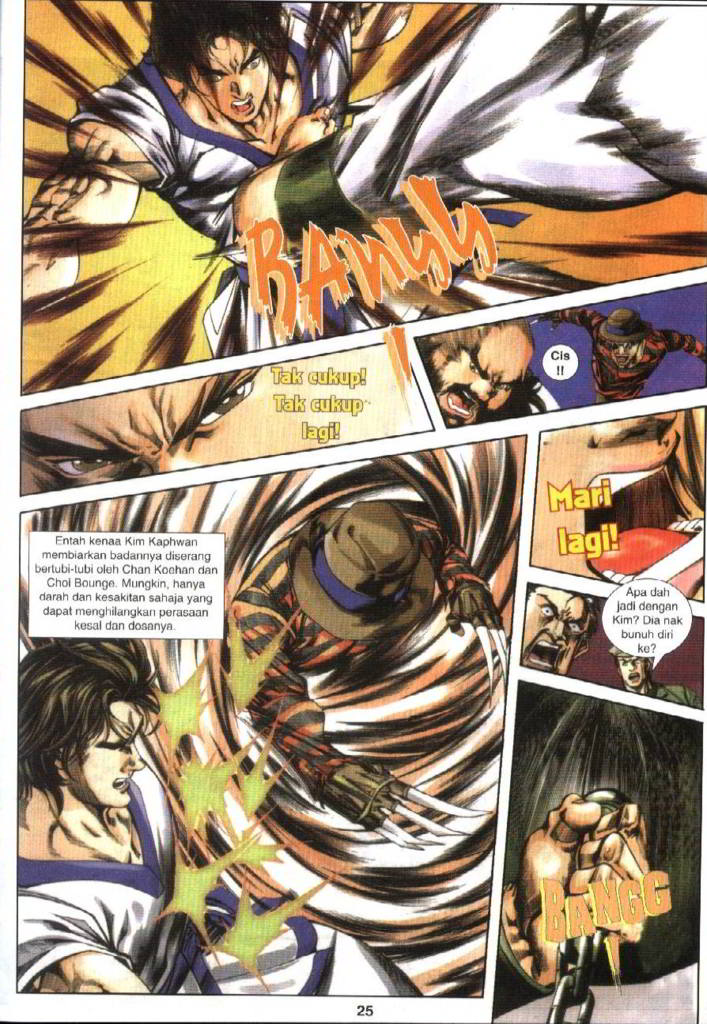 BANGGG!
Tak cukup!
Tak cukup
lagi!
Cis
!!
Entah kenaa Kim Kaphwan
membiarkan badannya diserang
bertubi-tubi oleh Chan Koehan dan
Choi Bounge. Mungkin, hanya
darah dan kesakitan sahaja yang
dapat menghilangkan perasaan
kesal dan dosanya.
Mari
lagi!
Apa dah
jadi dengan
Kim? Dia nak
bunuh diri
ke?
BANGG
!
25